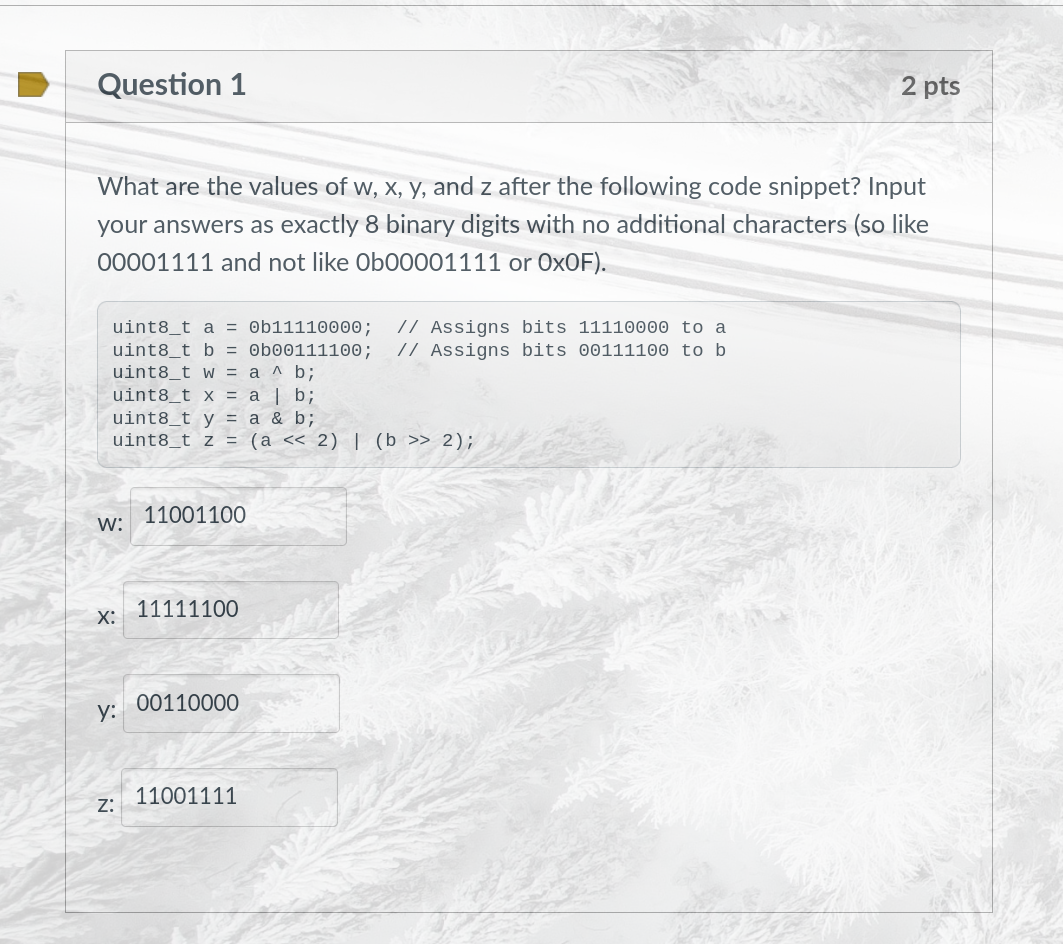 Question 1
2 pts
What are the values of w, x, y, and z after the following code snippet? Input
your answers as exactly 8 binary digits with no additional characters (so like
00001111 and not like 0b00001111 or 0x0F).
uint8_t a = 0b11110000;  // Assigns bits 11110000 to a
uint8_t b = 0b00111100;  // Assigns bits 00111100 to b
uint8_t w = a ^ b;
uint8_t x = a | b;
uint8_t y = a & b;
uint8_t z = (a << 2) | (b >> 2);
w: 11001100
x: 11111100
y: 00110000
z: 11001111